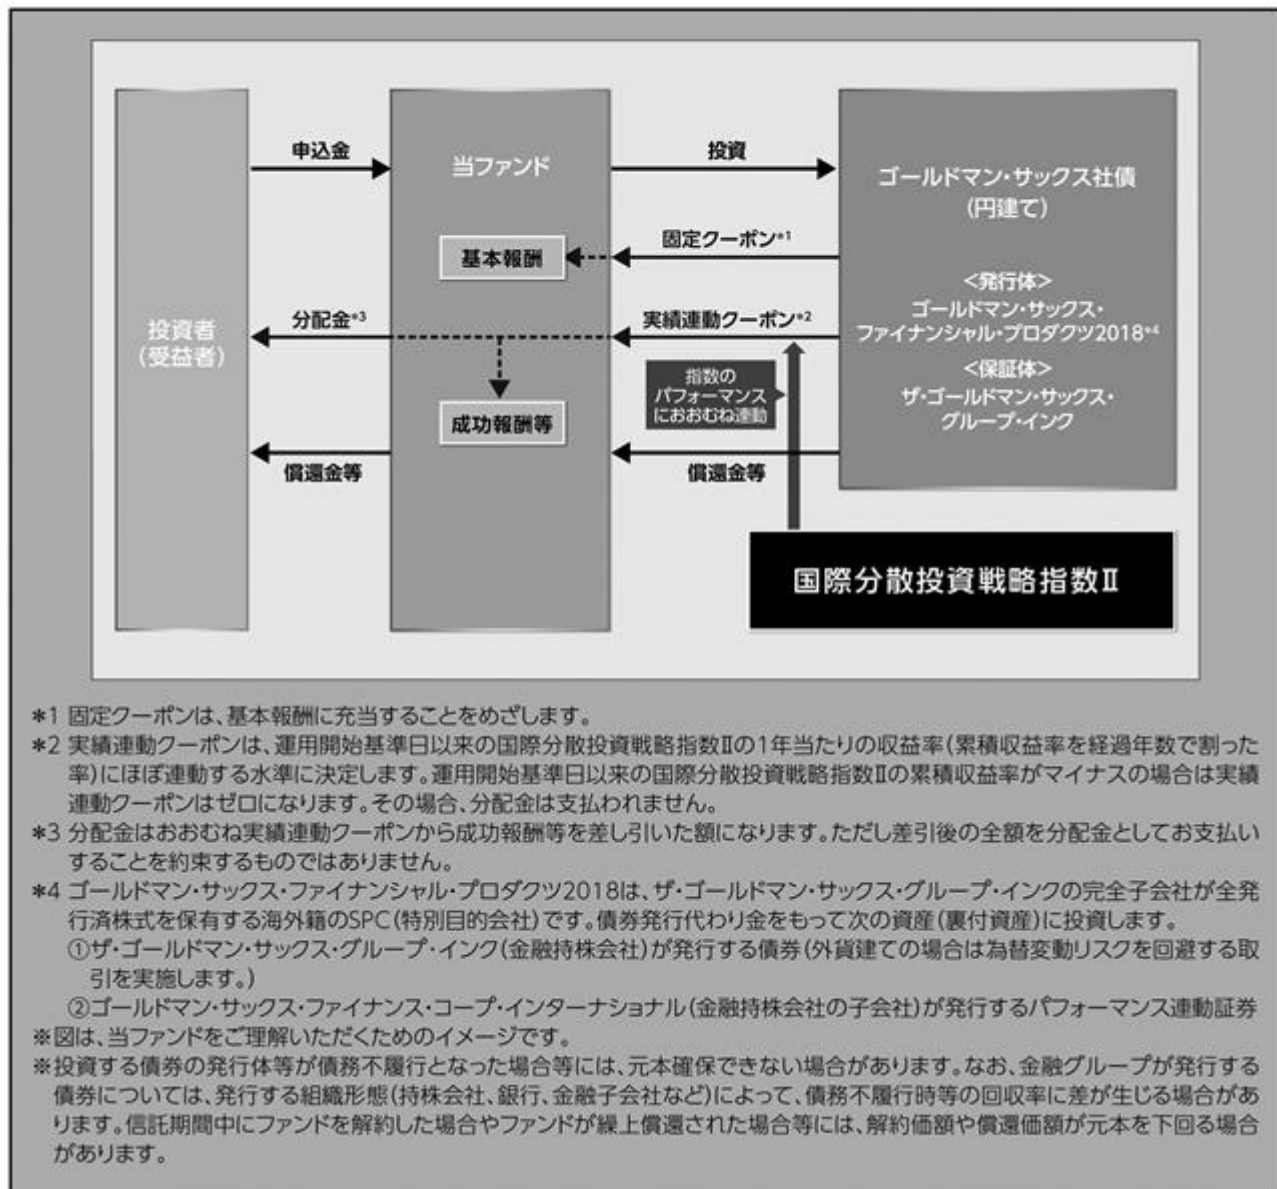 申込金
当ファンド
投資
ゴールドマン・サックス社債
(円建て)
固定クーポン*1
基本報酬
<発行体>
ゴールドマン・サックス・
ファイナンシャル・プロダクツ2018*4
<保証体>
ザ・ゴールドマン・サックス・
グループ・インク
投資者
(受益者)
分配金*3
実績連動クーポン*2
指数の
パフォーマンス
におおむね連動
成功報酬等
償還金等
償還金等
国際分散投資戦略指数Ⅱ
*1 固定クーポンは、基本報酬に充当することをめざします。
*2 実績連動クーポンは、運用開始基準日以来の国際分散投資戦略指数Ⅱの1年当たりの収益率(累積収益率を経過年数で割った
率)にほぼ連動する水準に決定します。運用開始基準日以来の国際分散投資戦略指数Ⅱの累積収益率がマイナスの場合は実績
連動クーポンはゼロになります。その場合、分配金は支払われません。
*3 分配金はおおむね実績連動クーポンから成功報酬等を差し引いた額になります。ただし差引後の全額を分配金としてお支払い
することを約束するものではありません。
*4 ゴールドマン・サックス・ファイナンシャル・プロダクツ2018は、ザ・ゴールドマン・サックス・グループ・インクの完全子会社が全発
行済株式を保有する海外籍のSPC(特別目的会社)です。債券発行代わり金をもって次の資産(裏付資産)に投資します。
①ザ・ゴールドマン・サックス・グループ・インク(金融持株会社)が発行する債券(外貨建ての場合は為替変動リスクを回避する取
引を実施します。)
②ゴールドマン・サックス・ファイナンス・コープ・インターナショナル(金融持株会社の子会社)が発行するパフォーマンス連動証券
※図は、当ファンドをご理解いただくためのイメージです。
※投資する債券の発行体等が債務不履行となった場合等には、元本確保できない場合があります。なお、金融グループが発行する
債券については、発行する組織形態(持株会社、銀行、金融子会社など)によって、債務不履行時等の回収率に差が生じる場合があ
ります。信託期間中にファンドを解約した場合やファンドが繰上償還された場合等には、解約価額や償還価額が元本を下回る場合
があります。